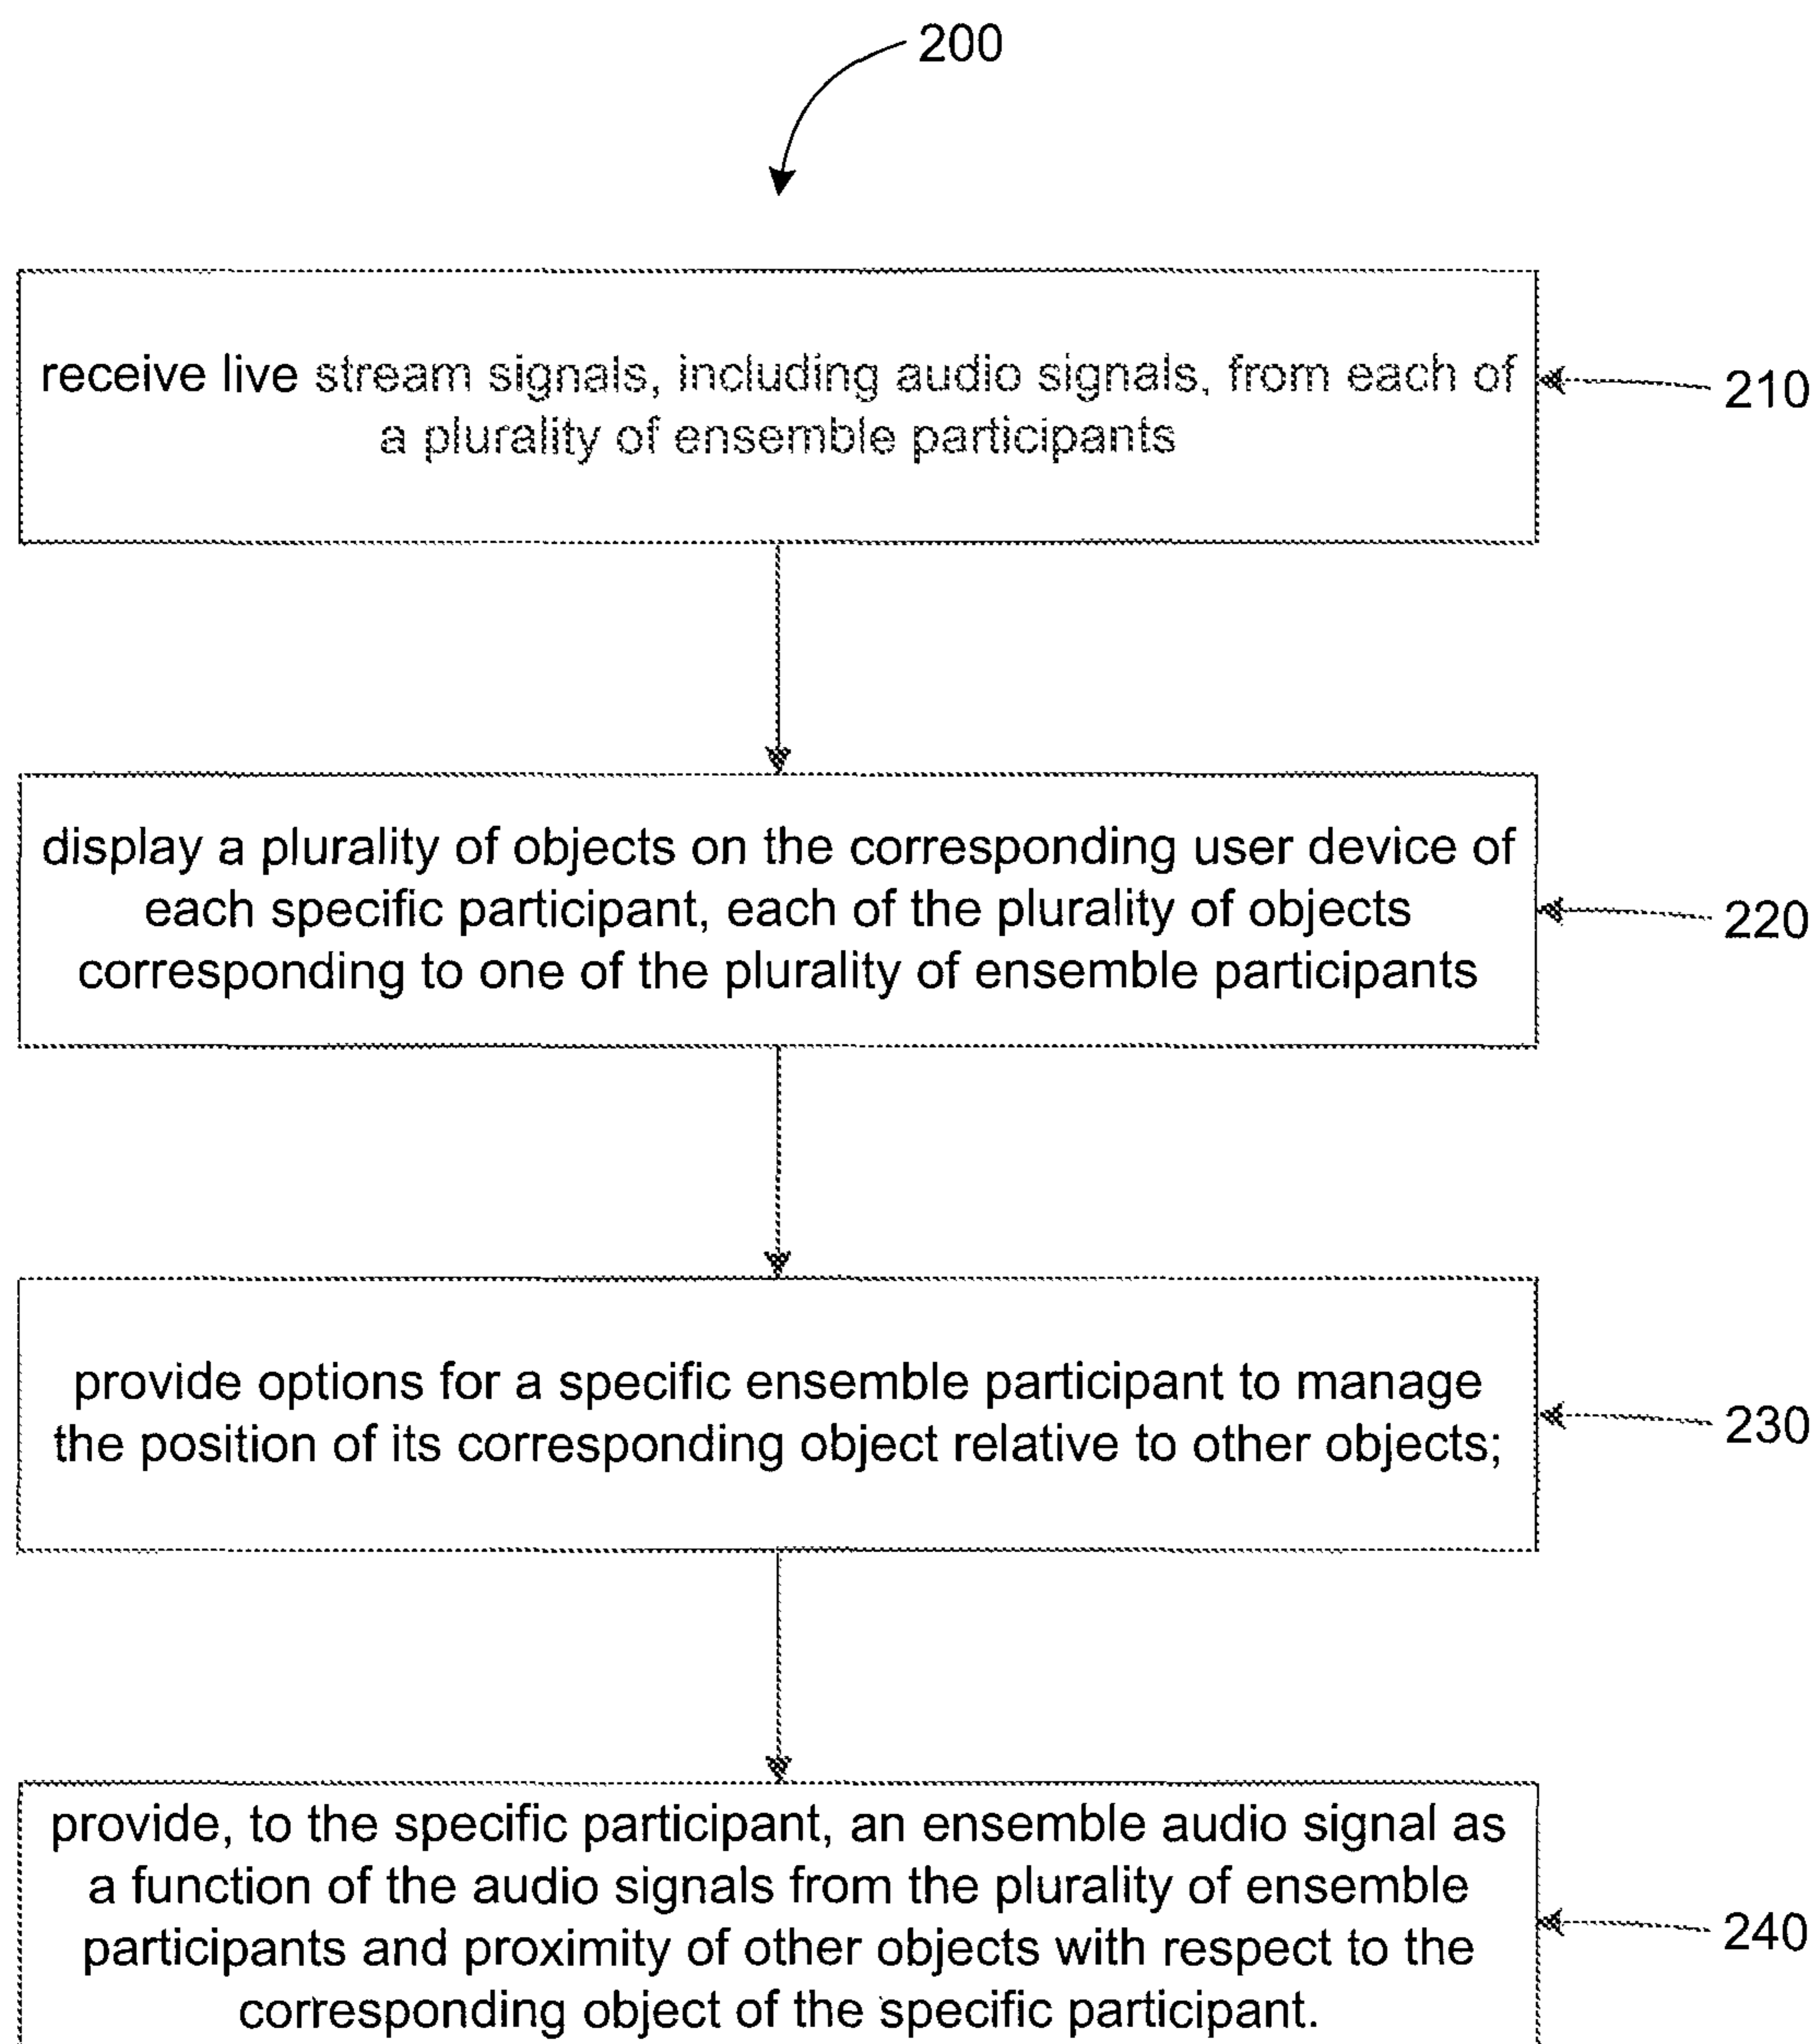 200
receive live stream signals, including audio signals, from each of
a plurality of ensemble participants
210
display a plurality of objects on the corresponding user device of
each specific participant, each of the plurality of objects
corresponding to one of the plurality of ensemble participants
220
provide options for a specific ensemble participant to manage
the position of its corresponding object relative to other objects;
230
provide, to the specific participant, an ensemble audio signal as
a function of the audio signals from the plurality of ensemble
participants and proximity of other objects with respect to the
corresponding object of the specific participant.
240